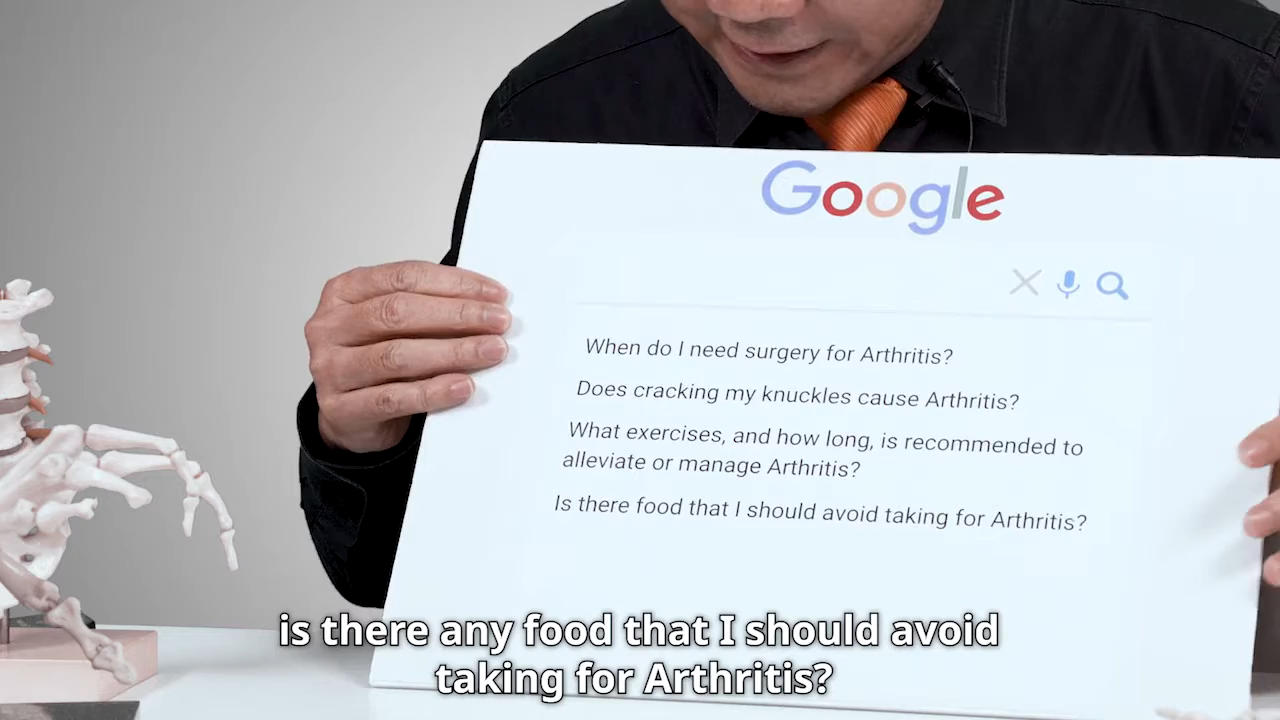 Google
When do I need surgery for Arthritis?
Does cracking my knuckles cause Arthritis?
What exercises, and how long, is recommended to
alleviate or manage Arthritis?
Is there food that I should avoid taking for Arthritis?
is there any food that I should avoid
taking for Arthritis?